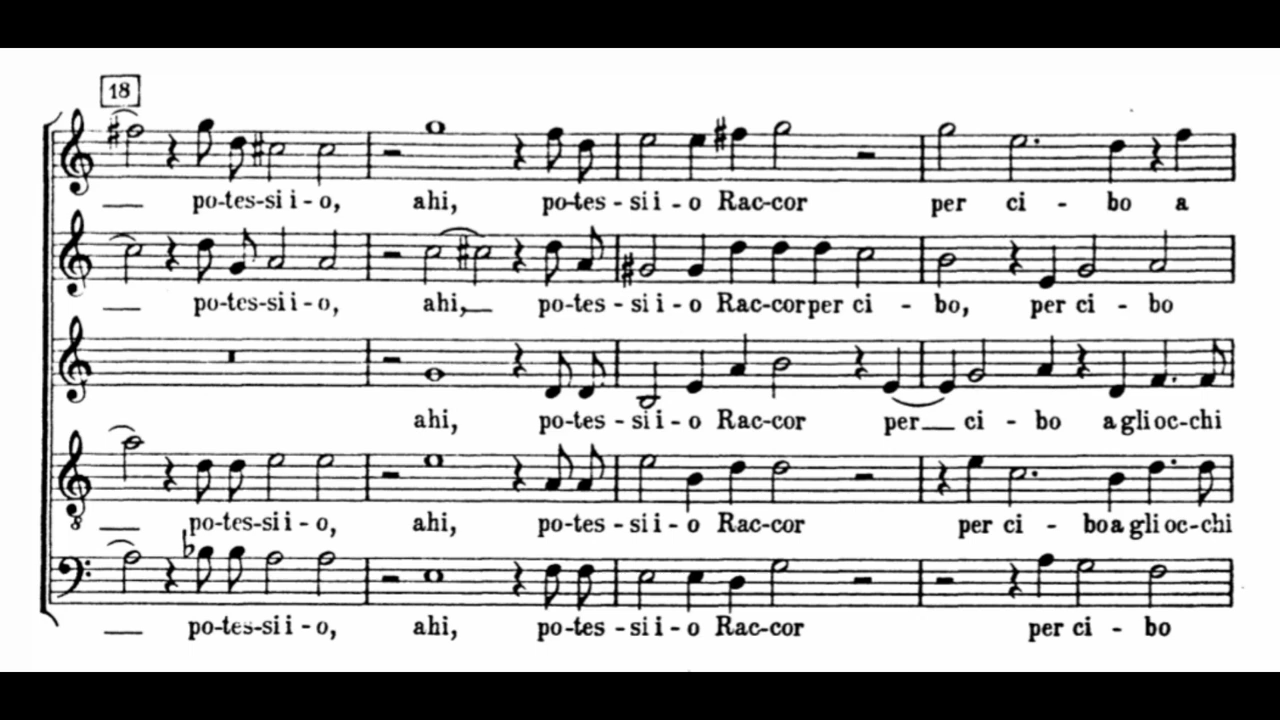 18
po-tes-si i-o, ahi, po-tes-si i-o Rac-cor per ci-bo a
po-tes-si i-o, ahi, po-tes-si i-o Rac-cor per ci-bo, per ci-bo
ahi, po-tes-si i-o Rac-cor per ci-bo a gli oc-chi
8
po-tes-si i-o, ahi, po-tes-si i-o Rac-cor per ci-bo a gli oc-chi
po-tes-si i-o, ahi, po-tes-si i-o Rac-cor per ci-bo